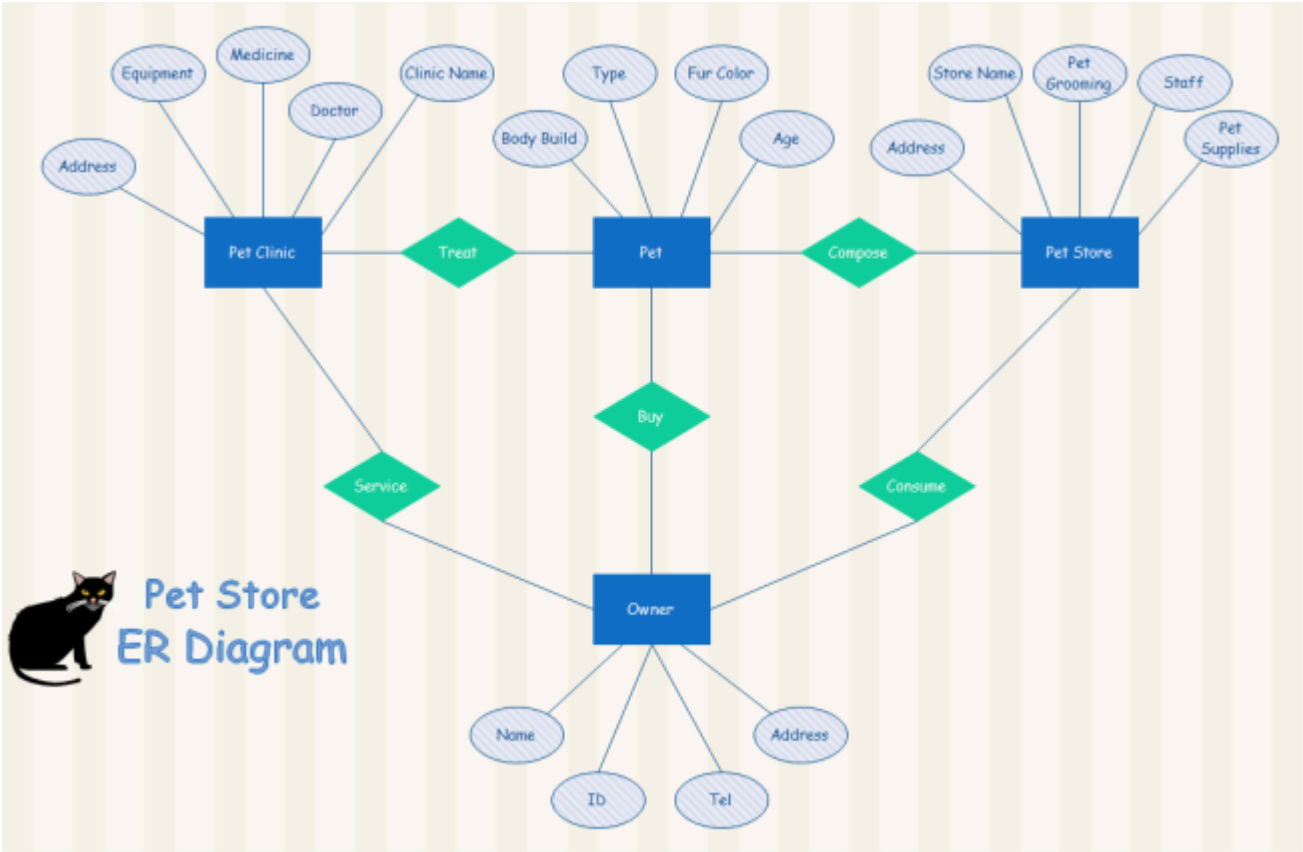 Medicine
Equipment
Clinic Name
Doctor
Address
Type
Fur Color
Body Build
Age
Store Name
Pet
Grooming
Staff
Address
Pet
Supplies
Pet Clinic
Treat
Pet
Compose
Pet Store
Buy
Service
Consume
Pet Store
ER Diagram
Owner
Name
Address
ID
Tel